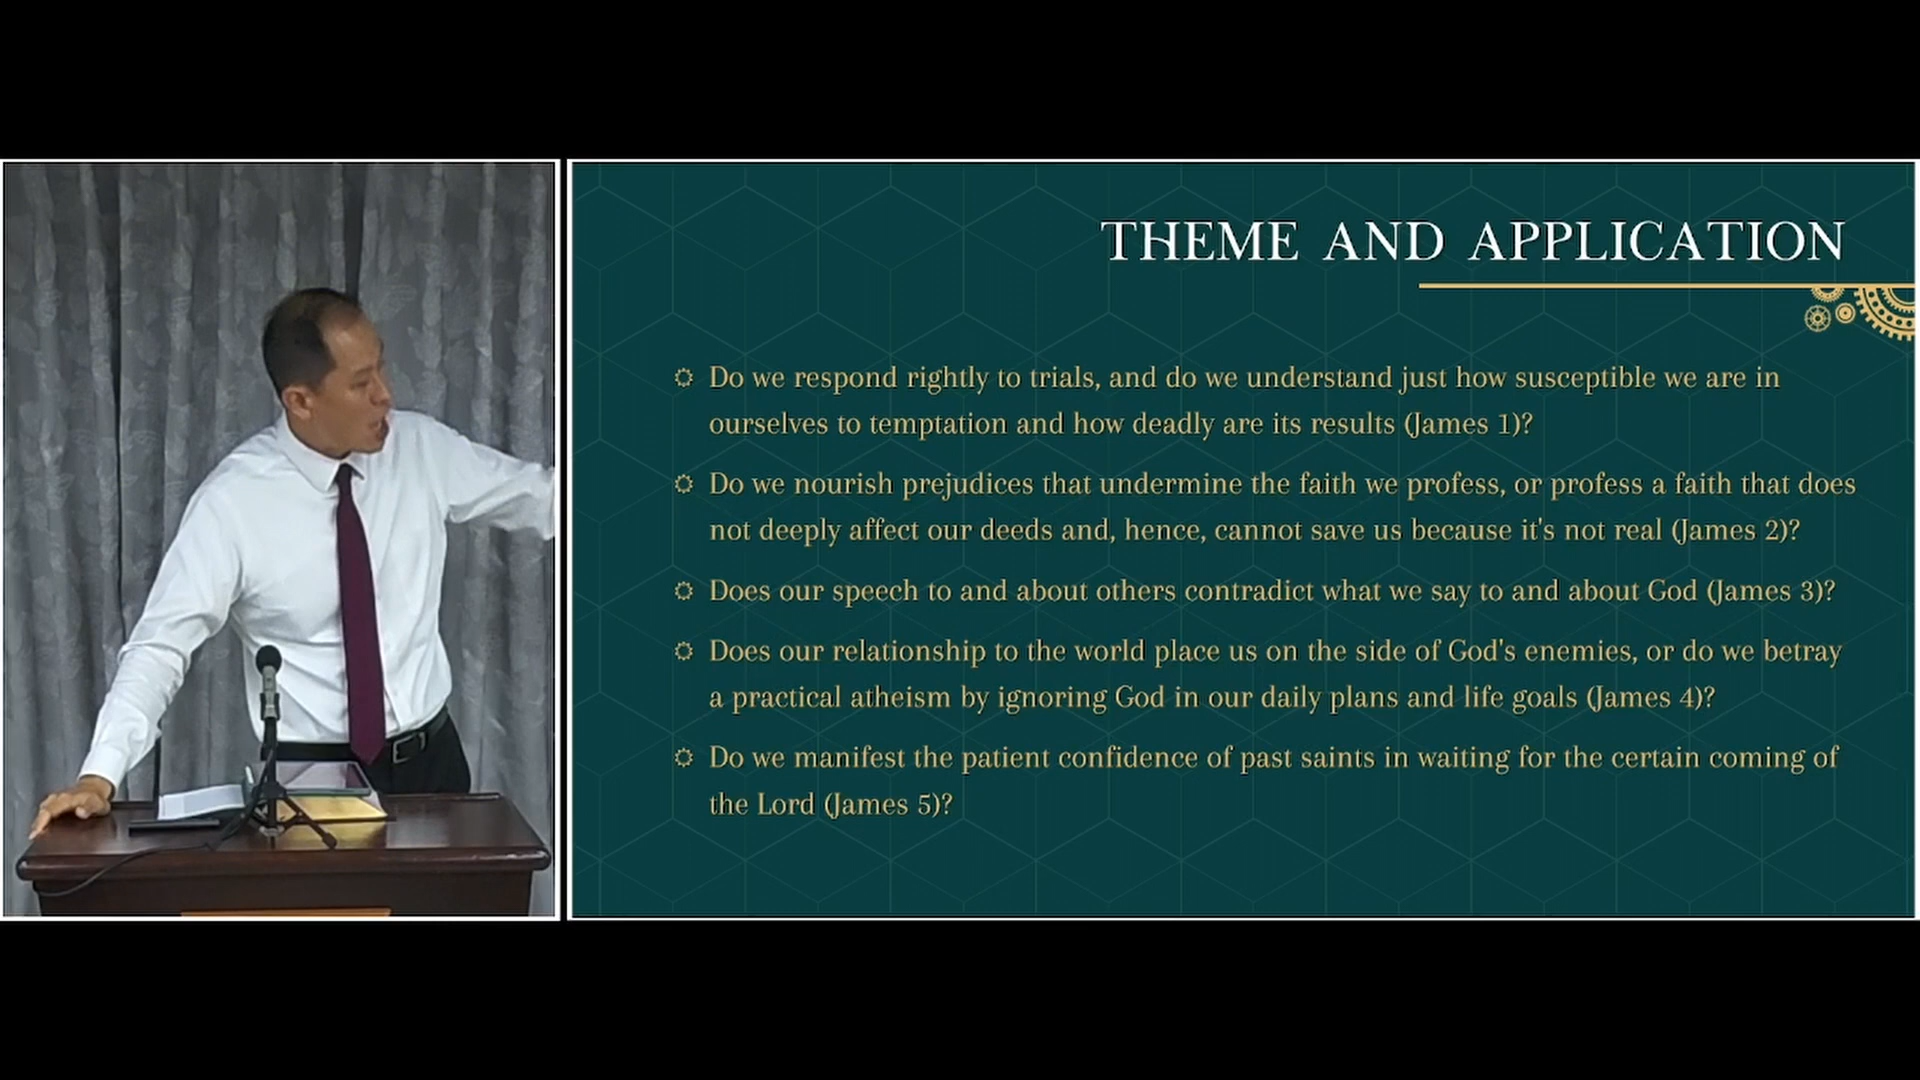 THEME AND APPLICATION
Do we respond rightly to trials, and do we understand just how susceptible we are in
ourselves to temptation and how deadly are its results (James 1)?
Do we nourish prejudices that undermine the faith we profess, or profess a faith that does
not deeply affect our deeds and, hence, cannot save us because it's not real (James 2)?
Does our speech to and about others contradict what we say to and about God (James 3)?
Does our relationship to the world place us on the side of God's enemies, or do we betray
a practical atheism by ignoring God in our daily plans and life goals (James 4)?
Do we manifest the patient confidence of past saints in waiting for the certain coming of
the Lord (James 5)?